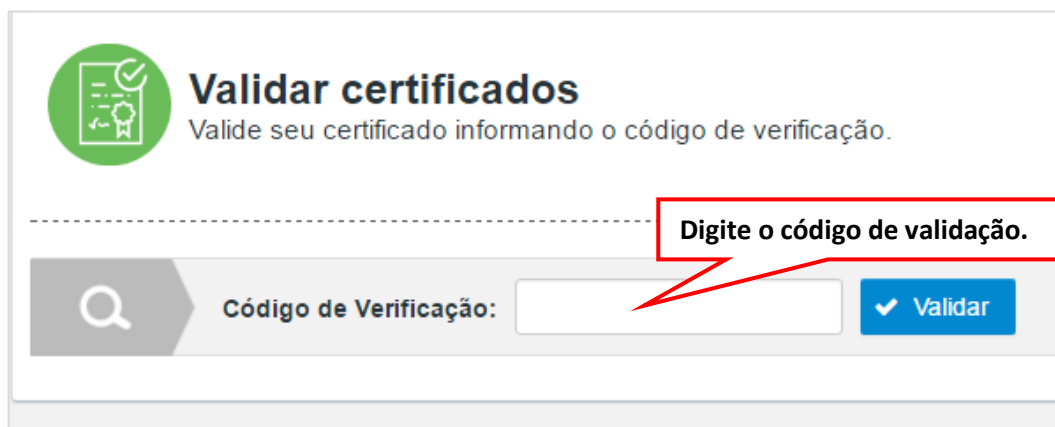 Validar certificados
Valide seu certificado informando o código de verificação.
Digite o código de validação.
Código de Verificação:
Validar